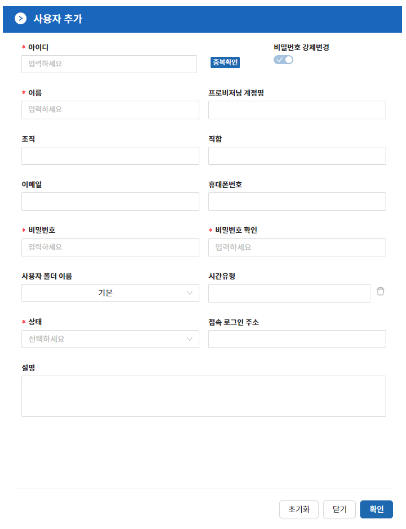 사용자 추가
* 아이디
입력하세요
중복확인
비밀번호 강제변경
* 이름
입력하세요
프로비저닝 계정명
조직
직함
이메일
휴대폰번호
* 비밀번호
입력하세요
* 비밀번호 확인
입력하세요
사용자 폴더 이름
기본
시간유형
* 상태
선택하세요
접속 로그인 주소
설명
초기화
닫기
확인